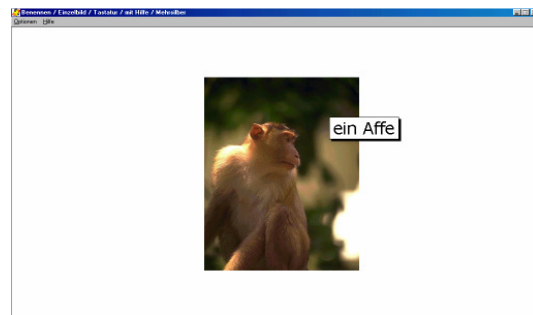 Benennen / Einzelbild / Tastatur / mit Hilfe / Mehrsilber
Optionen Hilfe
ein Affe